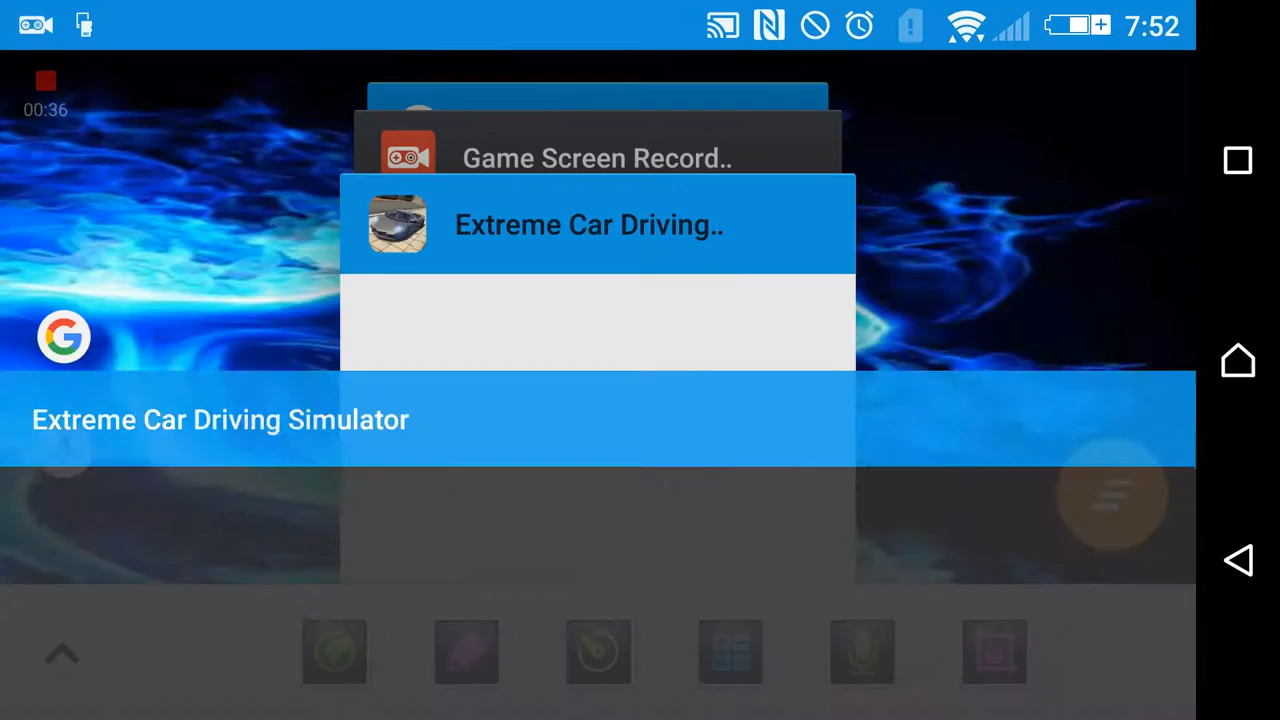 7:52
00:36
Game Screen Record..
Extreme Car Driving..
Extreme Car Driving Simulator